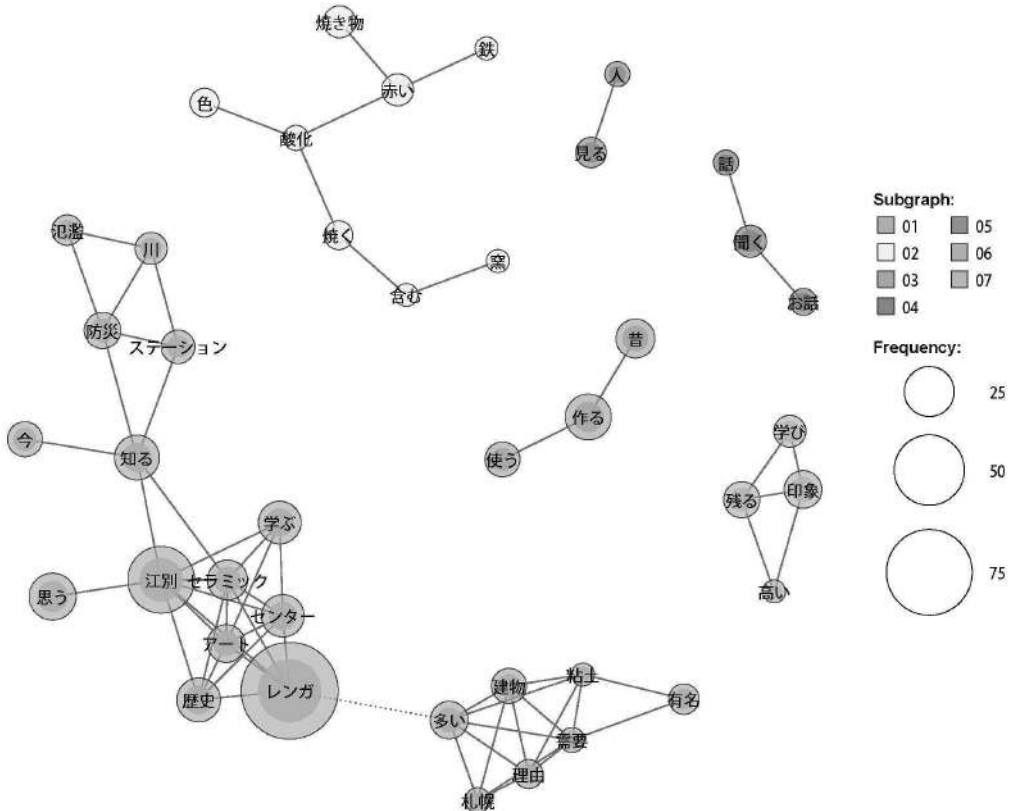 焼き物
鉄
赤い
色
酸化
人
見る
話
聞く
お話
焼く
窯
含む
氾濫
川
防災
ステーション
今
知る
昔
作る
使う
学び
残る
印象
高い
学ぶ
江別
セラミック
思う
センター
アート
歴史
レンガ
建物
粘土
有名
多い
需要
理由
札幌
Subgraph:
01 05
02 06
03 07
04
Frequency:
25
50
75